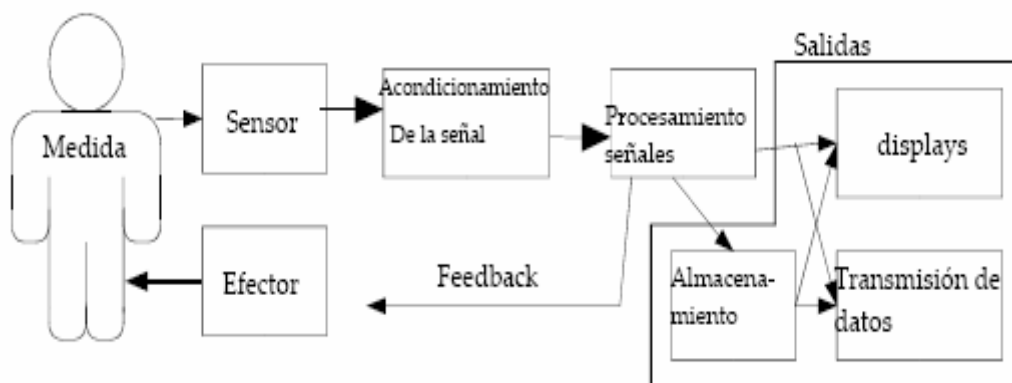 Salidas
Medida
Sensor
Acondicionamiento
De la señal
Procesamiento
señales
displays
Efector
Feedback
Almacena-
miento
Transmisión de
datos